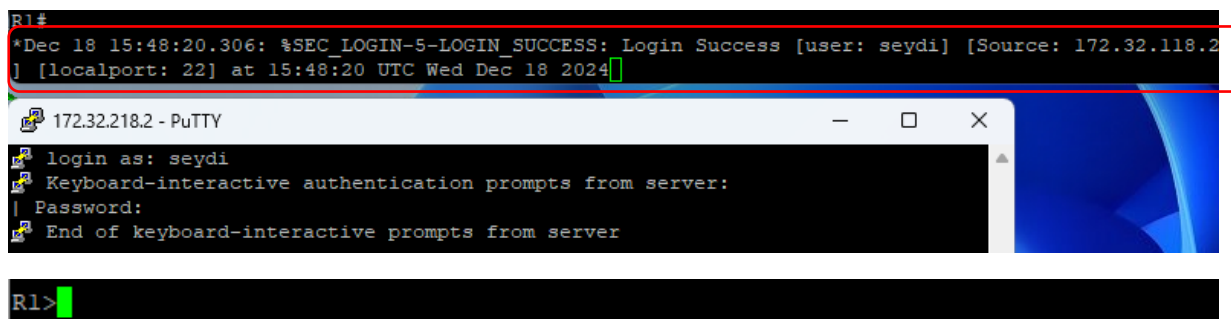 R1#
*Dec 18 15:48:20.306: %SEC_LOGIN-5-LOGIN_SUCCESS: Login Success [user: seydi] [Source: 172.32.118.2
] [localport: 22] at 15:48:20 UTC Wed Dec 18 2024
172.32.218.2 - PuTTY
login as: seydi
Keyboard-interactive authentication prompts from server:
| Password:
End of keyboard-interactive prompts from server
R1>